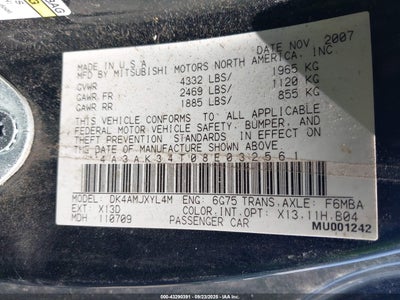 DATE NOV 2007
MADE IN U.S.A
MFD BY MITSUBISHI MOTORS NORTH AMERICA, INC.
GVWR 4332 LBS/ 1965 KG
GAWR FR 2469 LBS/ 1120 KG
GAWR RR 1885 LBS/ 855 KG
THIS VEHICLE CONFORMS TO ALL APPLICABLE
FEDERAL MOTOR VEHICLE SAFETY, BUMPER, AND
THEFT PREVENTION STANDARDS IN EFFECT ON THE
DATE OF MANUFACTURE SHOWN ABOVE
*4A3AK34T08E032561*
MODEL: DK4AMJXYL4M ENG: 6G75 TRANS,AXLE: F6MBA
EXT: X13D COLOR,INT,OPT: X13,11H,B04
MDH: 110709 PASSENGER CAR MU001242
IMAGE #: 000-43290391 - 09/23/2025 - IAAI.COM